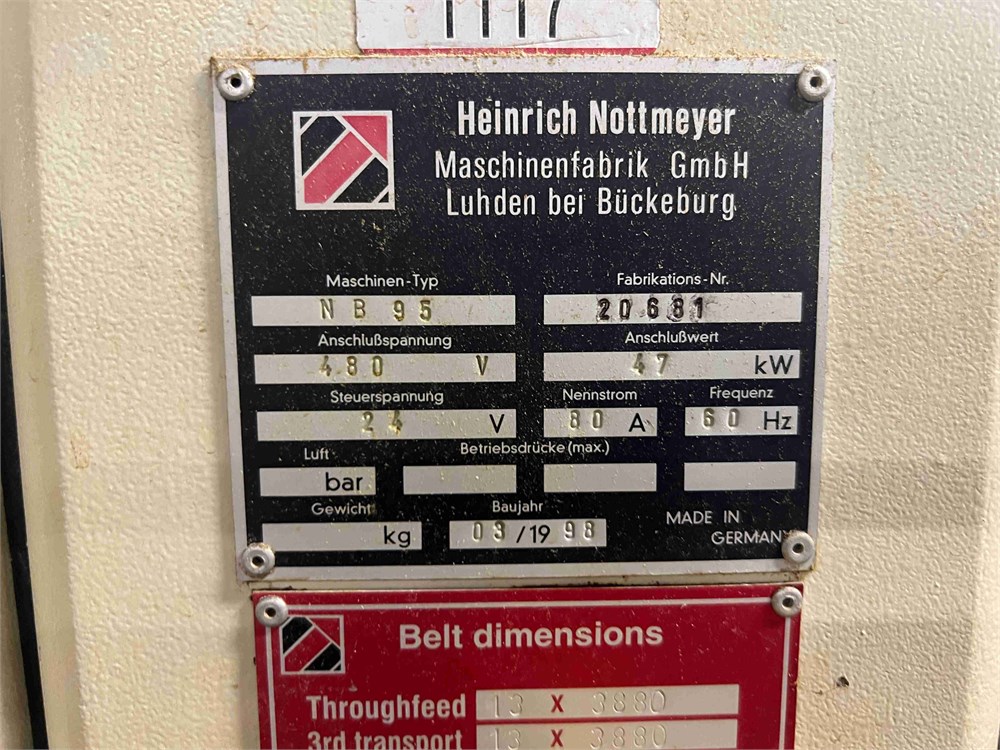 1117
Heinrich Nottmeyer
Maschinenfabrik GmbH
Luhden bei Bückeburg
Maschinen-Typ Fabrikations-Nr.
NB 95 20681
Anschlußspannung Anschlußwert
480 V 47 kW
Steuerspannung Nennstrom Frequenz
24 V 80 A 60 Hz
Luft Betriebsdrücke (max.)
bar
Gewicht Baujahr
kg 03/1998
MADE IN
GERMANY
Belt dimensions
Throughfeed 13 X 3880
3rd transport 13 X 3880